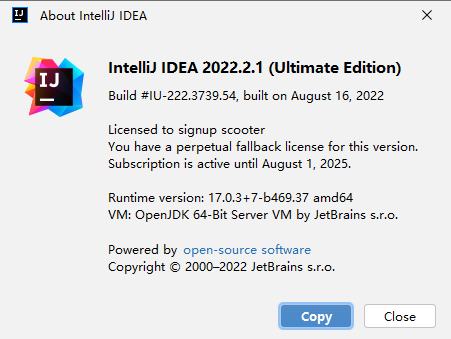 About IntelliJ IDEA
IJ
IntelliJ IDEA 2022.2.1 (Ultimate Edition)
Build #IU-222.3739.54, built on August 16, 2022
Licensed to signup scooter
You have a perpetual fallback license for this version.
Subscription is active until August 1, 2025.
Runtime version: 17.0.3+7-b469.37 amd64
VM: OpenJDK 64-Bit Server VM by JetBrains s.r.o.
Powered by open-source software
Copyright © 2000–2022 JetBrains s.r.o.
Copy Close